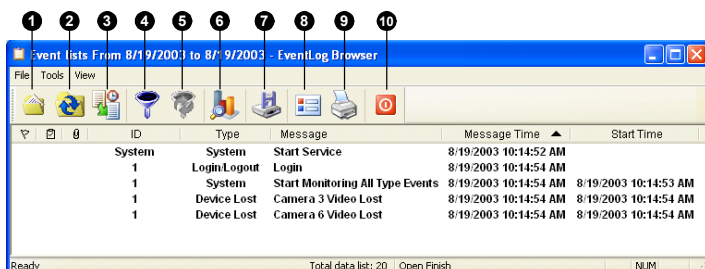 1 2 3 4 5 6 7 8 9 10
Event lists From 8/19/2003 to 8/19/2003 - EventLog Browser
File Tools View
ID Type Message Message Time Start Time
System System Start Service 8/19/2003 10:14:52 AM
1 Login/Logout Login 8/19/2003 10:14:54 AM
1 System Start Monitoring All Type Events 8/19/2003 10:14:54 AM 8/19/2003 10:14:53 AM
1 Device Lost Camera 3 Video Lost 8/19/2003 10:14:54 AM 8/19/2003 10:14:54 AM
1 Device Lost Camera 6 Video Lost 8/19/2003 10:14:54 AM 8/19/2003 10:14:54 AM
Ready Total data list: 20 Open Finish NUM